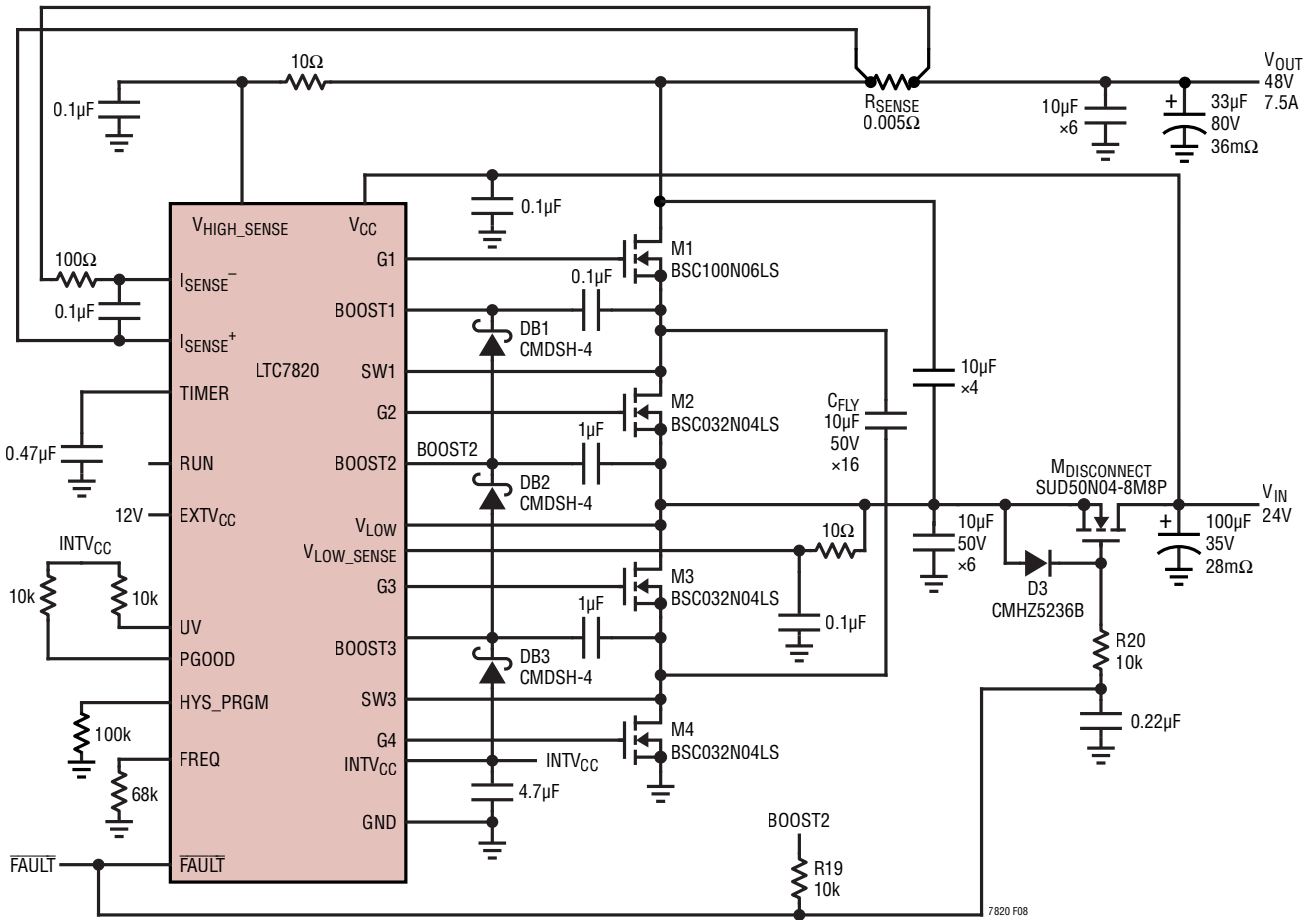 10Ω
0.1µF
RSENSE
0.005Ω
10µF
×6
+
33µF
80V
36mΩ
VOUT
48V
7.5A
VHIGH_SENSE
VCC
0.1µF
G1
M1
BSC100N06LS
100Ω
ISENSE−
0.1µF
ISENSE+
BOOST1
0.1µF
DB1
CMDSH-4
LTC7820
SW1
10µF
×4
TIMER
G2
M2
BSC032N04LS
CFLY
10µF
50V
×16
0.47µF
RUN
BOOST2
BOOST2
1µF
DB2
CMDSH-4
MDISCONNECT
SUD50N04-8M8P
VIN
24V
12V
EXTVCC
VLOW
VLOW_SENSE
10Ω
10µF
50V
×6
+
100µF
35V
28mΩ
INTVCC
10k
10k
G3
M3
BSC032N04LS
D3
CMHZ5236B
UV
PGOOD
BOOST3
1µF
DB3
CMDSH-4
0.1µF
R20
10k
HYS_PRGM
100k
SW3
0.22µF
G4
M4
BSC032N04LS
FREQ
68k
INTVCC
INTVCC
4.7µF
GND
BOOST2
R19
10k
FAULT
FAULT
7820 F08